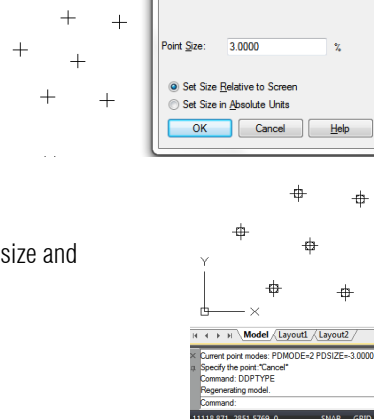 Point Size: 3.0000 %
Set Size Relative to Screen
Set Size in Absolute Units
OK Cancel Help
size and
Y
X
Model Layout1 Layout2
Current point modes: PDMODE=2 PDSIZE=-3.0000
Specify the point:"Cancel"
Command: DDPTYPE
Regenerating model.
Command:
SNAP GRID